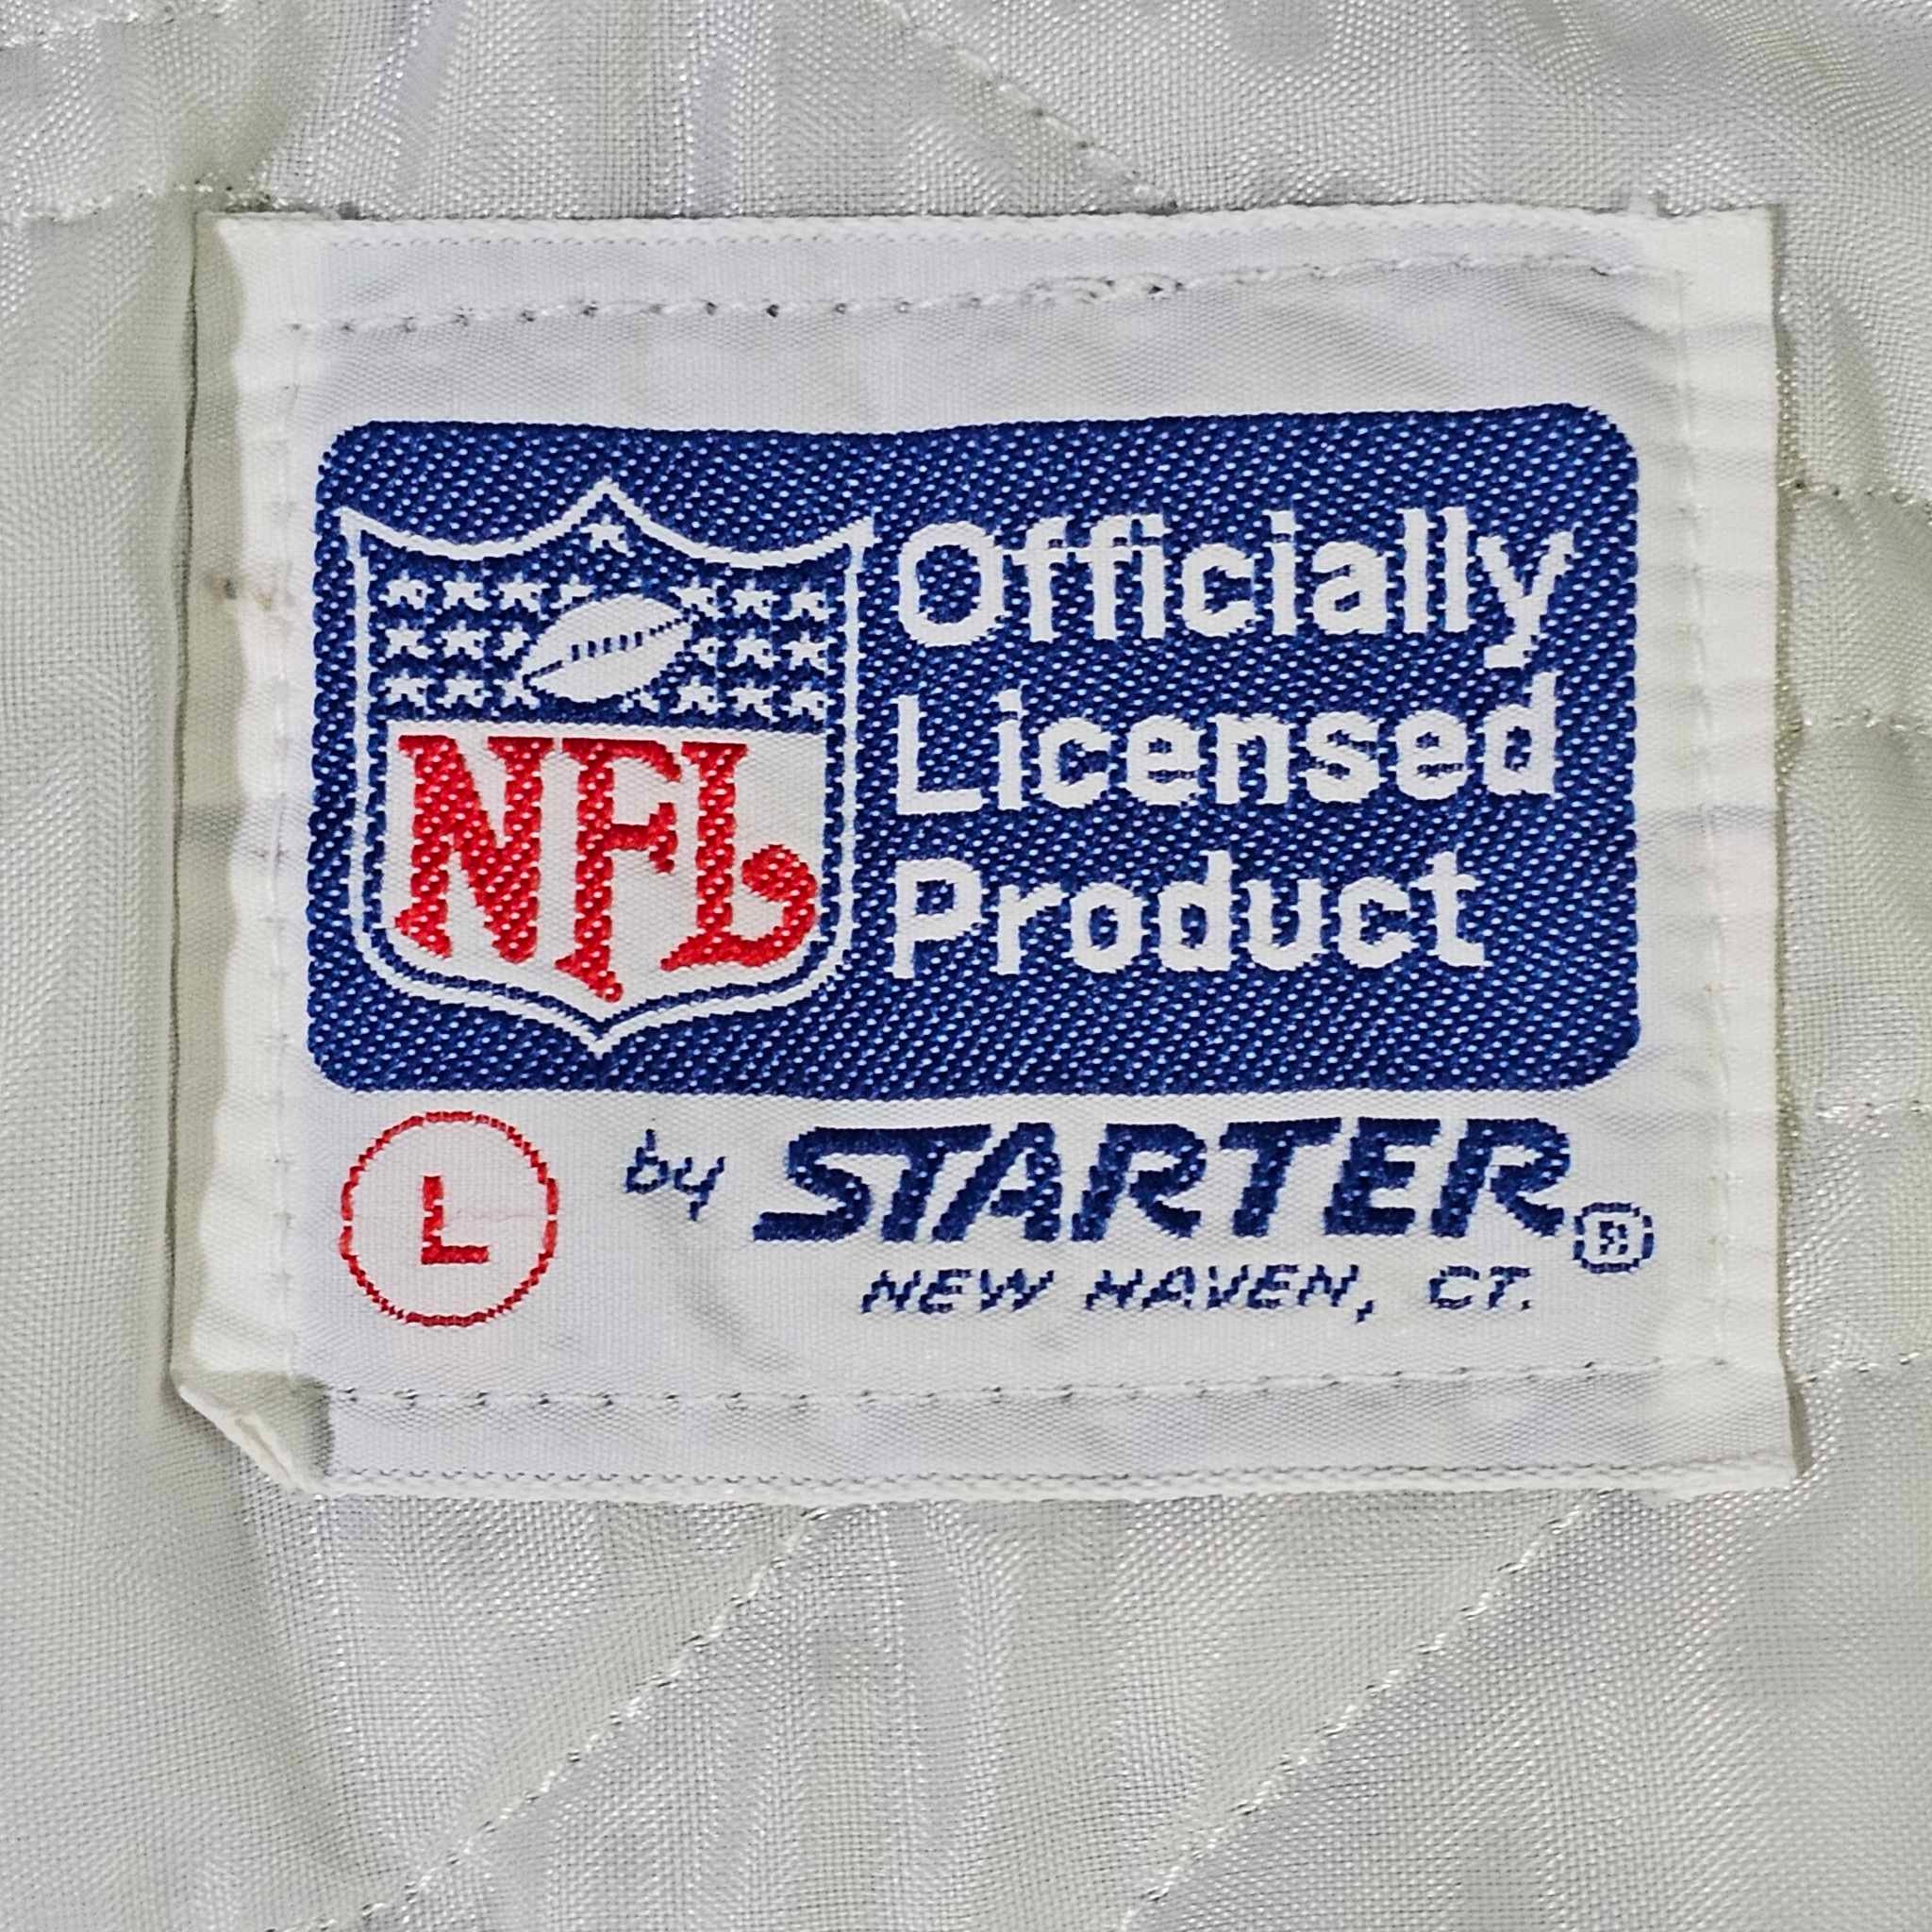 NFL
Officially
Licensed
Product
L
by STARTER®
NEW HAVEN, CT.